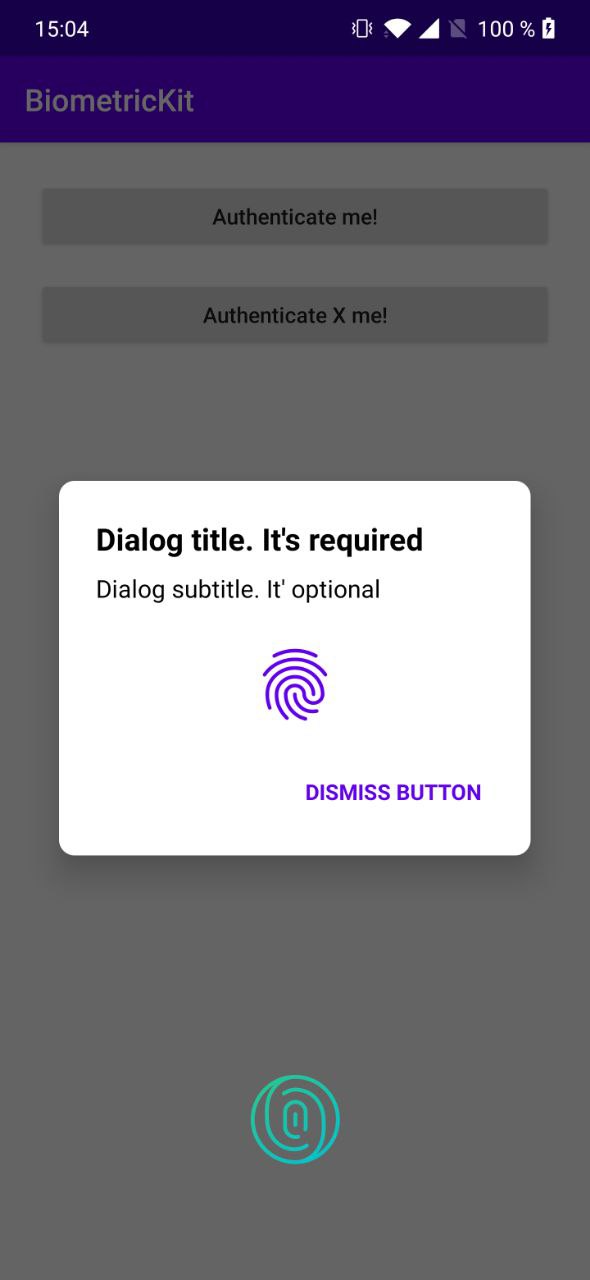 15:04 100 %
BiometricKit
Authenticate me!
Authenticate X me!
Dialog title. It's required
Dialog subtitle. It' optional
DISMISS BUTTON